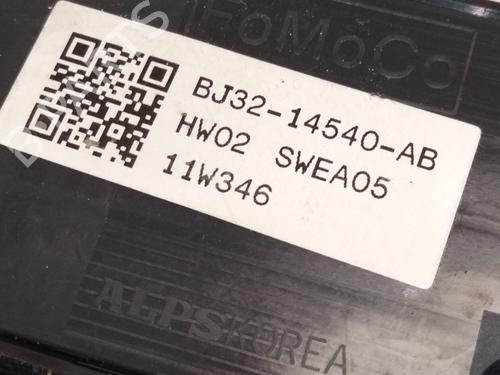 FoMoCo
BJ32-14540-AB
HW02 SWEA05
11W346
ALPS KOREA